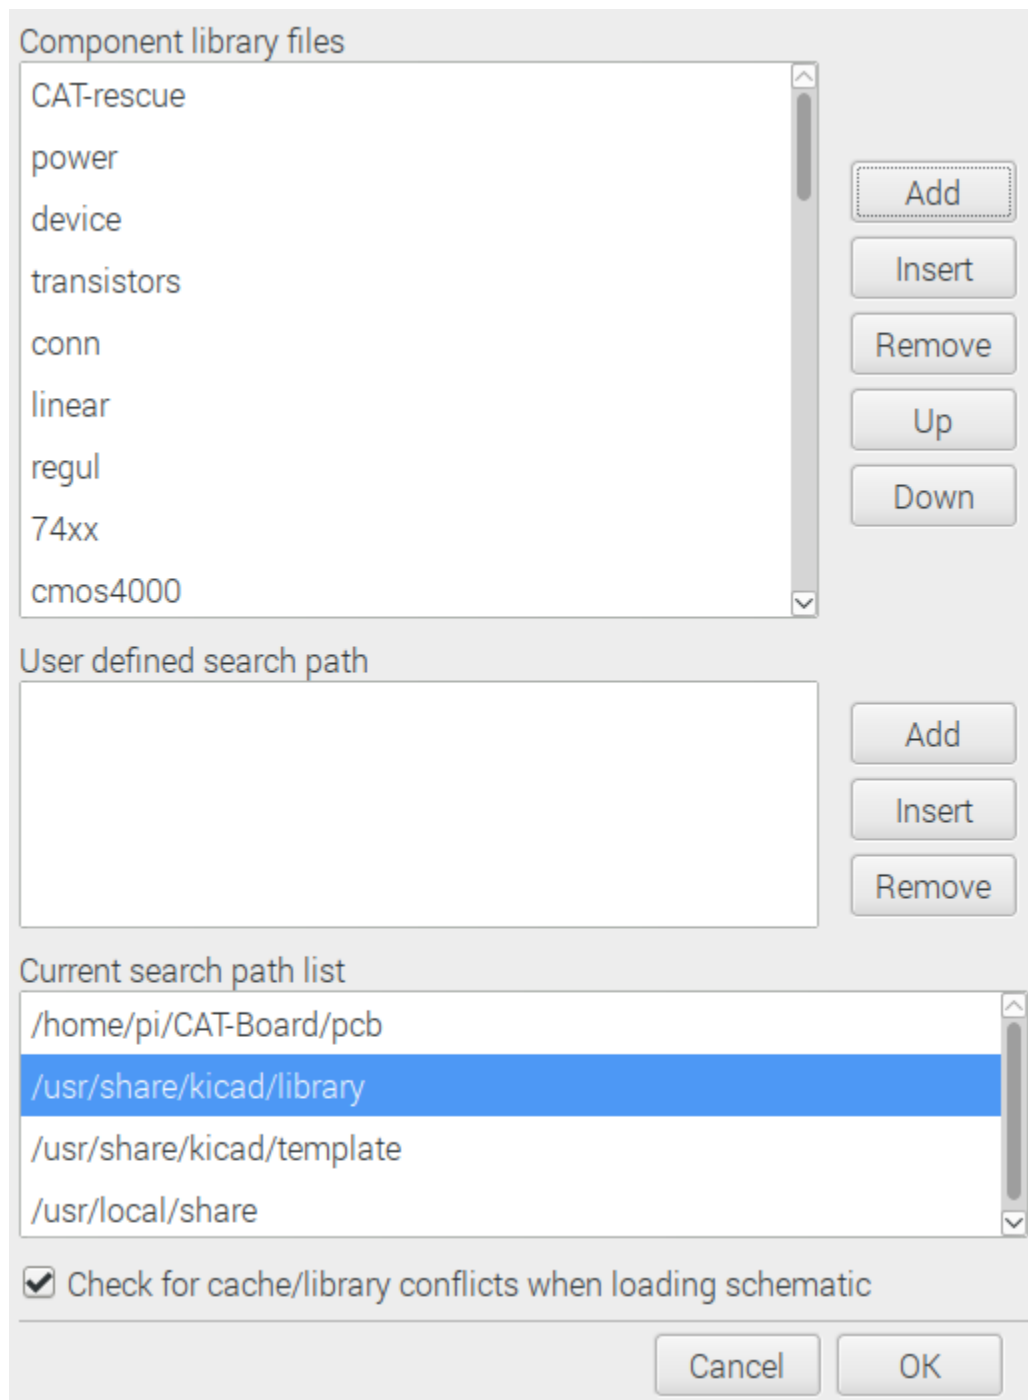 Component library files
CAT-rescue
power
device
transistors
conn
linear
regul
74xx
cmos4000
Add
Insert
Remove
Up
Down
User defined search path
Add
Insert
Remove
Current search path list
/home/pi/CAT-Board/pcb
/usr/share/kicad/library
/usr/share/kicad/template
/usr/local/share
Check for cache/library conflicts when loading schematic
Cancel
OK